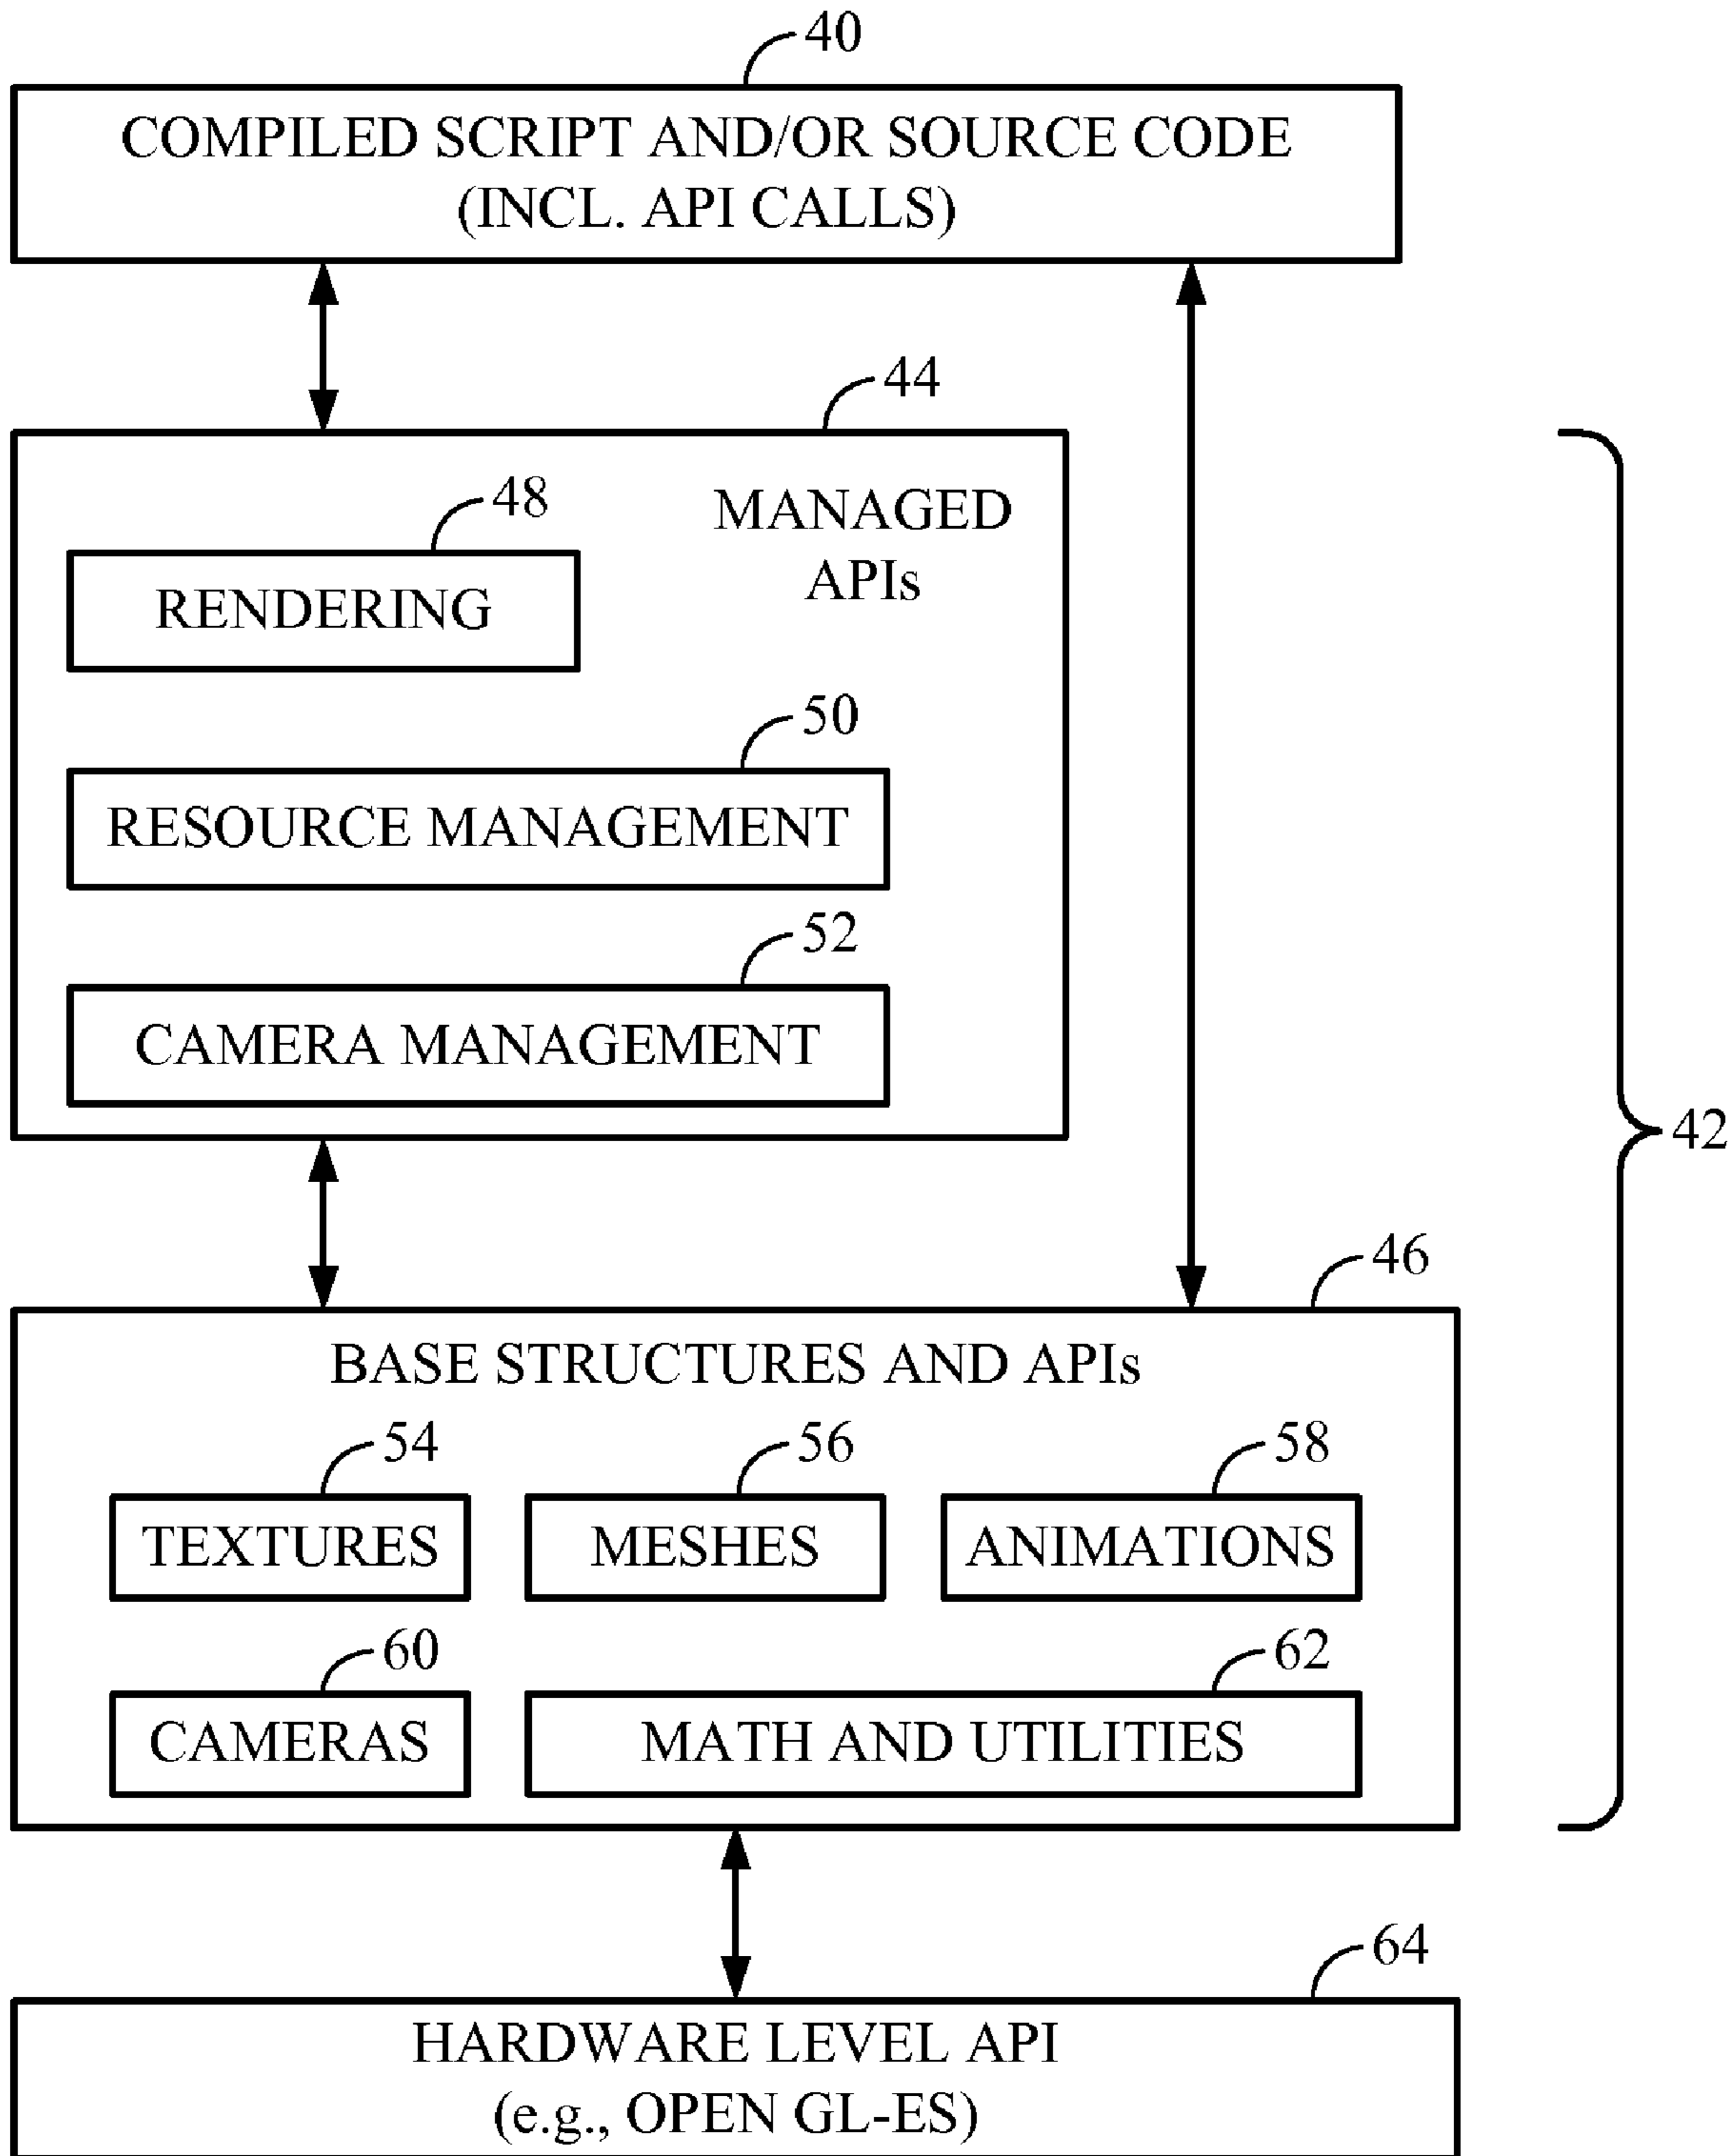 40
COMPILED SCRIPT AND/OR SOURCE CODE
(INCL. API CALLS)
44
MANAGED
APIs
48
RENDERING
50
RESOURCE MANAGEMENT
52
CAMERA MANAGEMENT
42
46
BASE STRUCTURES AND APIs
54
56
58
TEXTURES
MESHES
ANIMATIONS
60
62
CAMERAS
MATH AND UTILITIES
64
HARDWARE LEVEL API
(e.g., OPEN GL-ES)